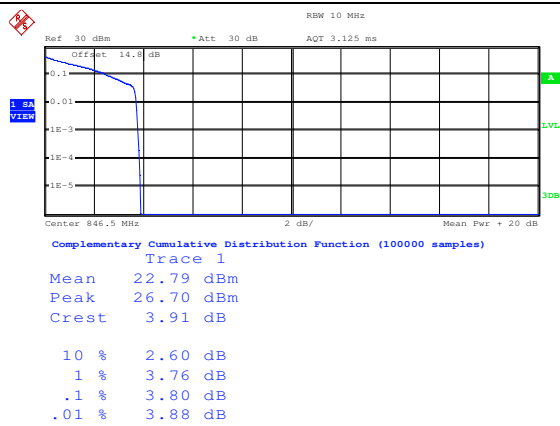 RBW 10 MHz
Ref 30 dBm *Att 30 dB AQT 3.125 ms
Offset 14.8 dB
0.1
A
1 SA
VIEW
0.01
1E-3
LVL
1E-4
1E-5
3DB
Center 846.5 MHz 2 dB/ Mean Pwr + 20 dB
Complementary Cumulative Distribution Function (100000 samples)
Trace 1
Mean 22.79 dBm
Peak 26.70 dBm
Crest 3.91 dB
10 % 2.60 dB
1 % 3.76 dB
.1 % 3.80 dB
.01 % 3.88 dB